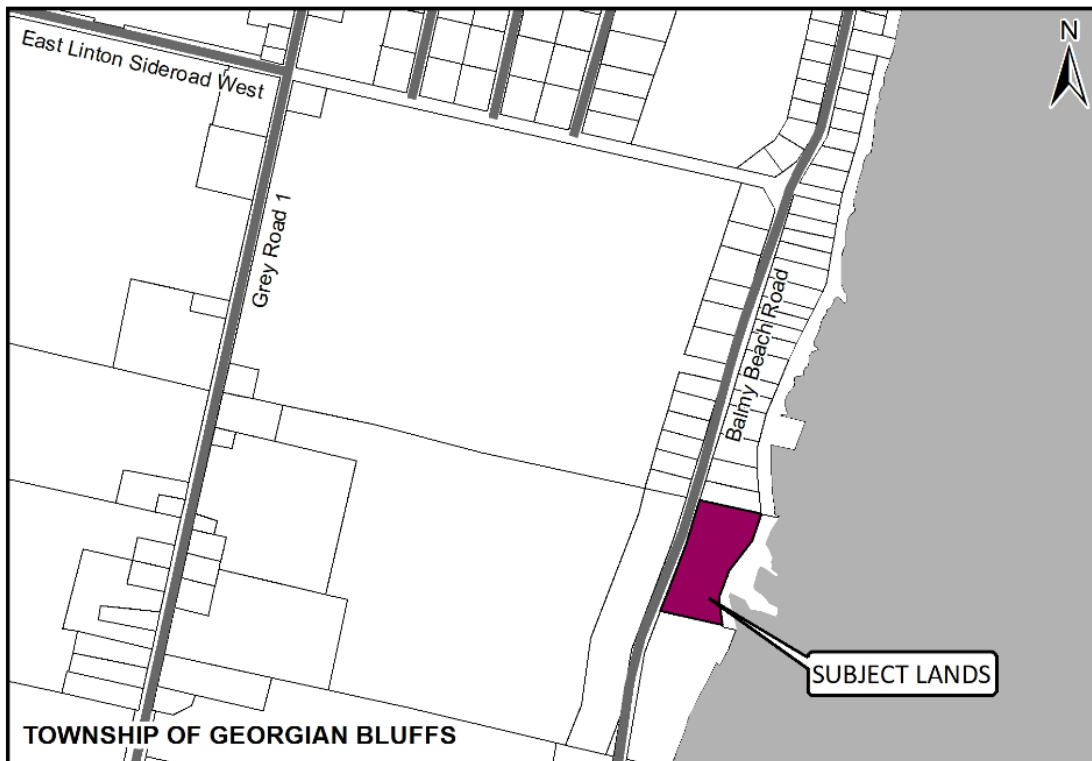 N
East Linton Sideroad West
Grey Road 1
Balmy Beach Road
SUBJECT LANDS
TOWNSHIP OF GEORGIAN BLUFFS